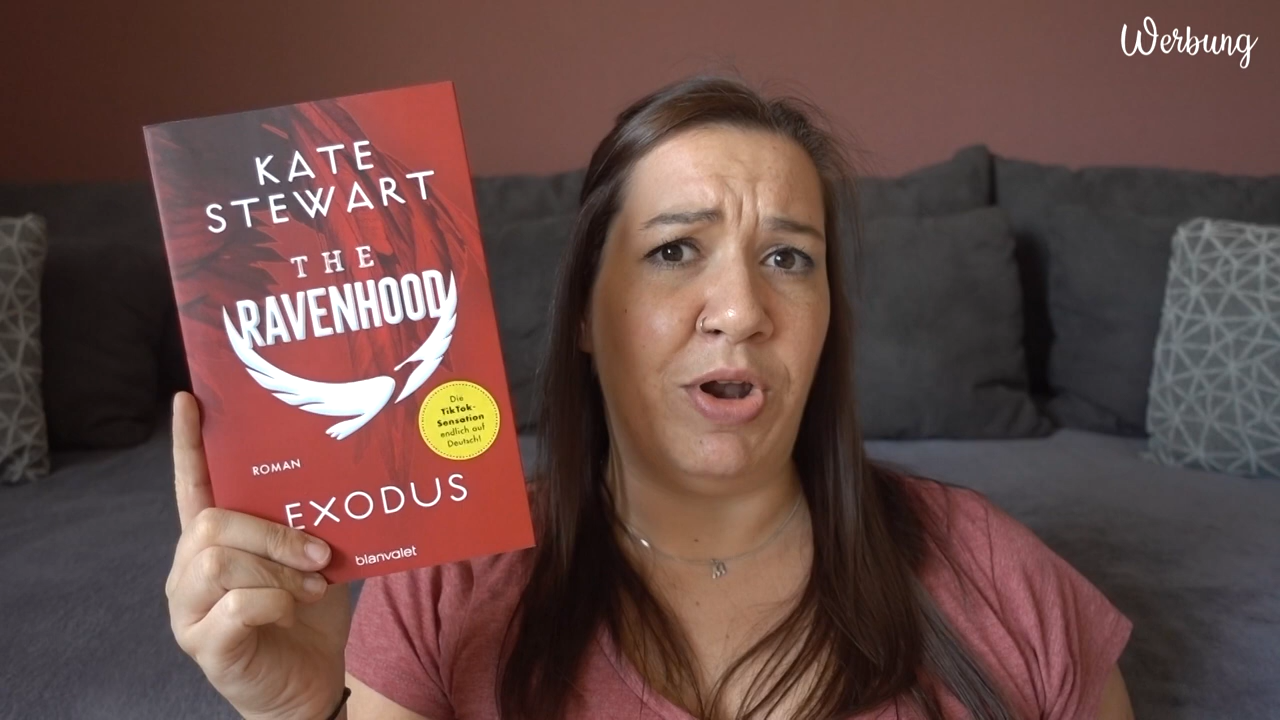 Werbung
KATE
STEWART
THE
RAVENHOOD
Die
TikTok-
Sensation
endlich auf
Deutsch!
ROMAN
EXODUS
blanvalet